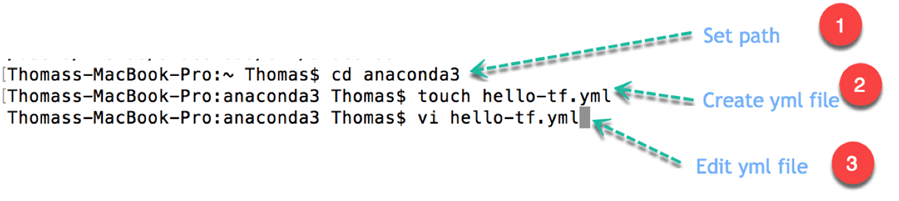 Set path
1
[Thomass-MacBook-Pro:~ Thomas$ cd anaconda3
[Thomass-MacBook-Pro:anaconda3 Thomas$ touch hello-tf.yml
Create yml file
2
Thomass-MacBook-Pro:anaconda3 Thomas$ vi hello-tf.yml
Edit yml file
3